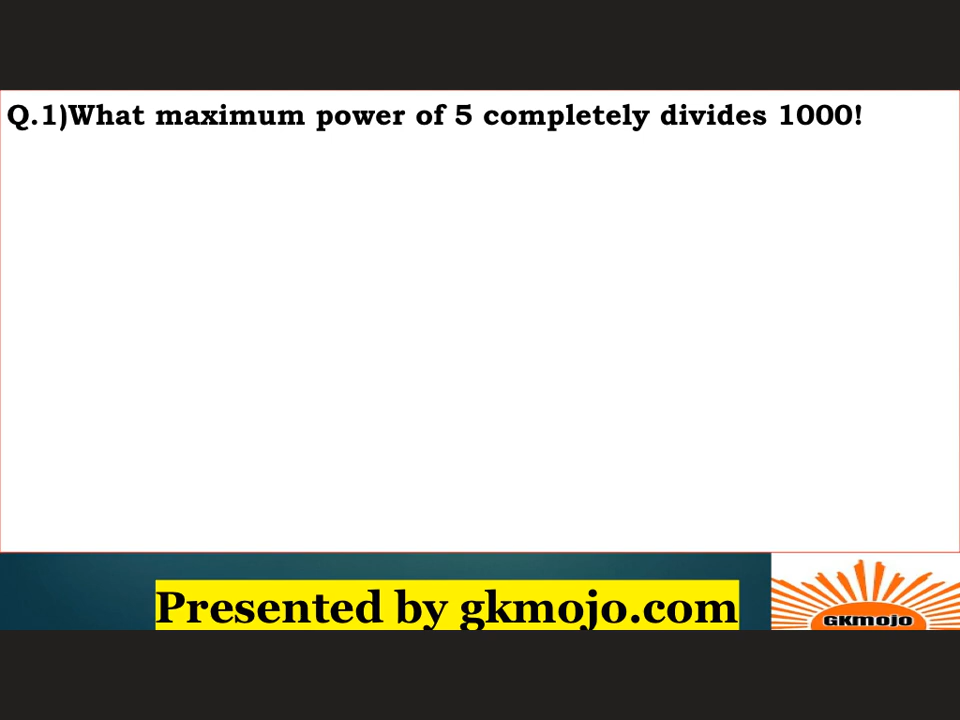 Q.1)What maximum power of 5 completely divides 1000!
Presented by gkmojo.com
GKmojo